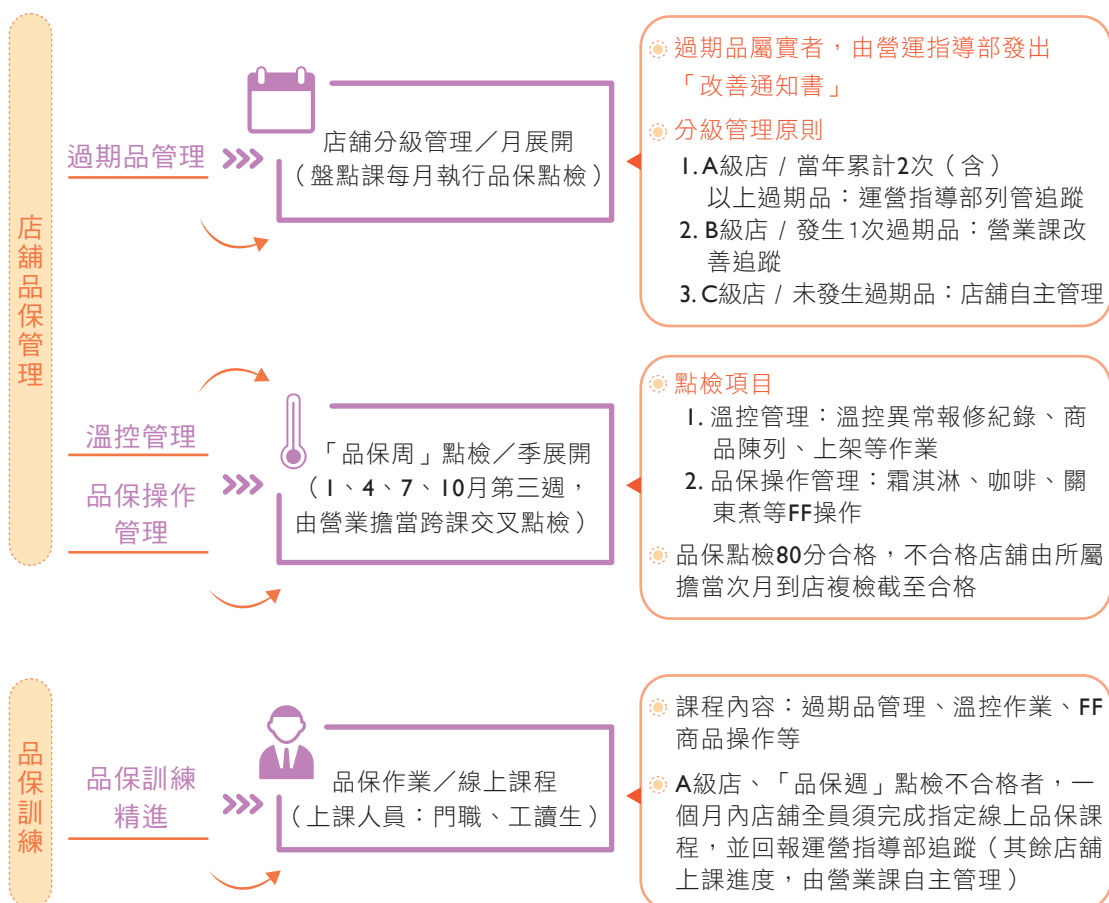 店舖品保管理
過期品管理
店舖分級管理／月展開
（盤點課每月執行品保點檢）
過期品屬實者，由營運指導部發出
「改善通知書」
分級管理原則
1. A級店 / 當年累計2次（含）
以上過期品：運營指導部列管追蹤
2. B級店 / 發生1次過期品：營業課改
善追蹤
3. C級店 / 未發生過期品：店舖自主管理
溫控管理
品保操作
管理
「品保周」點檢／季展開
（1、4、7、10月第三週，
由營業擔當跨課交叉點檢）
點檢項目
1. 溫控管理：溫控異常報修紀錄、商
品陳列、上架等作業
2. 品保操作管理：霜淇淋、咖啡、關
東煮等FF操作
品保點檢80分合格，不合格店舖由所屬
擔當次月到店複檢截至合格
品保訓練
品保訓練
精進
品保作業／線上課程
（上課人員：門職、工讀生）
課程內容：過期品管理、溫控作業、FF
商品操作等
A級店、「品保週」點檢不合格者，一
個月內店舖全員須完成指定線上品保課
程，並回報運營指導部追蹤（其餘店舖
上課進度，由營業課自主管理）